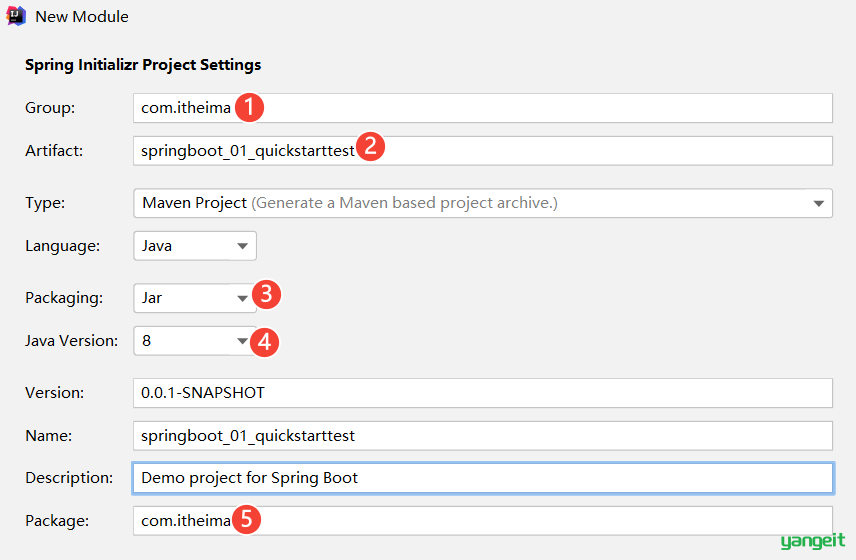 New Module
Spring Initializr Project Settings
Group: com.itheima 1
Artifact: springboot_01_quickstarttest 2
Type: Maven Project (Generate a Maven based project archive.)
Language: Java
Packaging: Jar 3
Java Version: 8 4
Version: 0.0.1-SNAPSHOT
Name: springboot_01_quickstarttest
Description: Demo project for Spring Boot
Package: com.itheima 5
yangeit